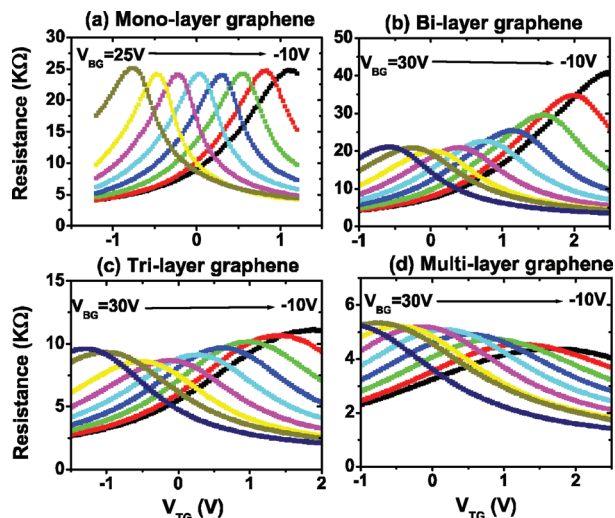 (a) Mono-layer graphene
(b) Bi-layer graphene
30
25
20
15
10
5
0
V_BG=25V
-10V
-1
0
1
50
40
30
20
10
0
V_BG=30V
-10V
-1
0
1
2
Resistance (KΩ)
(c) Tri-layer graphene
(d) Multi-layer graphene
15
10
5
0
V_BG=30V
-10V
-1
0
1
2
6
4
2
0
V_BG=30V
-10V
-1
0
1
2
Resistance (KΩ)
V_TG (V)
V_TG (V)